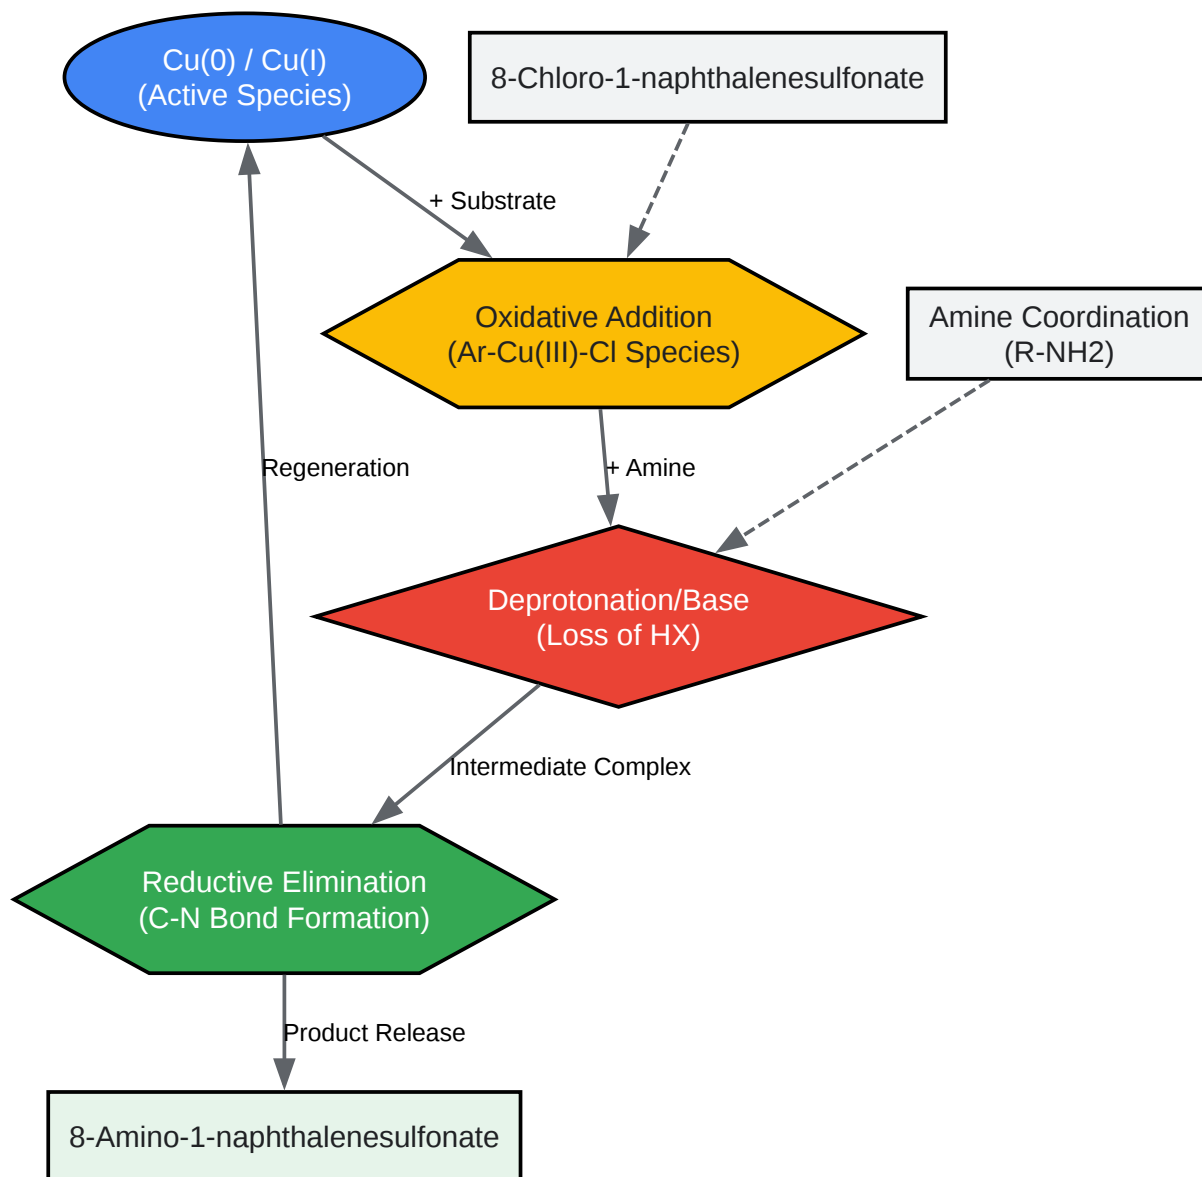 Cu(0) / Cu(I)
(Active Species)
8-Chloro-1-naphthalenesulfonate
+ Substrate
Oxidative Addition
(Ar-Cu(III)-Cl Species)
Amine Coordination
(R-NH2)
Regeneration
+ Amine
Deprotonation/Base
(Loss of HX)
Intermediate Complex
Reductive Elimination
(C-N Bond Formation)
Product Release
8-Amino-1-naphthalenesulfonate